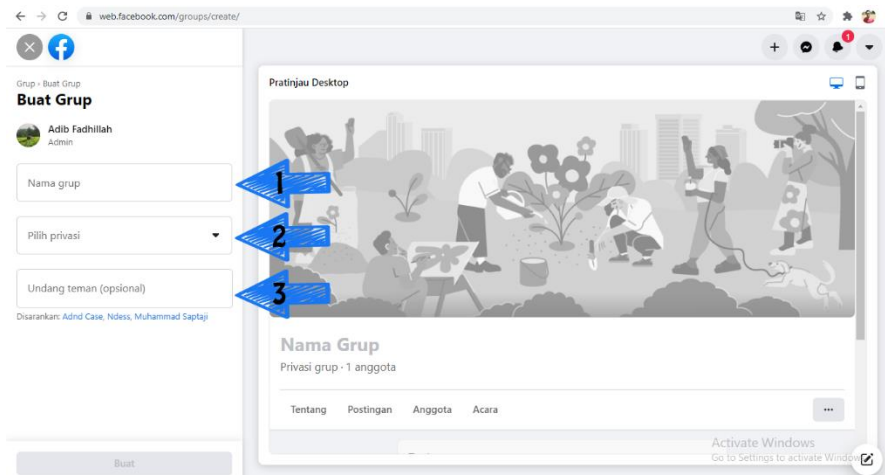 web.facebook.com/groups/create/
1
Grup › Buat Grup
Buat Grup
Adib Fadhillah
Admin
Nama grup
1
Pilih privasi
2
Undang teman (opsional)
3
Disarankan: Adnd Case, Ndess, Muhammad Saptaji
Buat
Pratinjau Desktop
Nama Grup
Privasi grup · 1 anggota
Tentang Postingan Anggota Acara
Activate Windows
Go to Settings to activate Windows